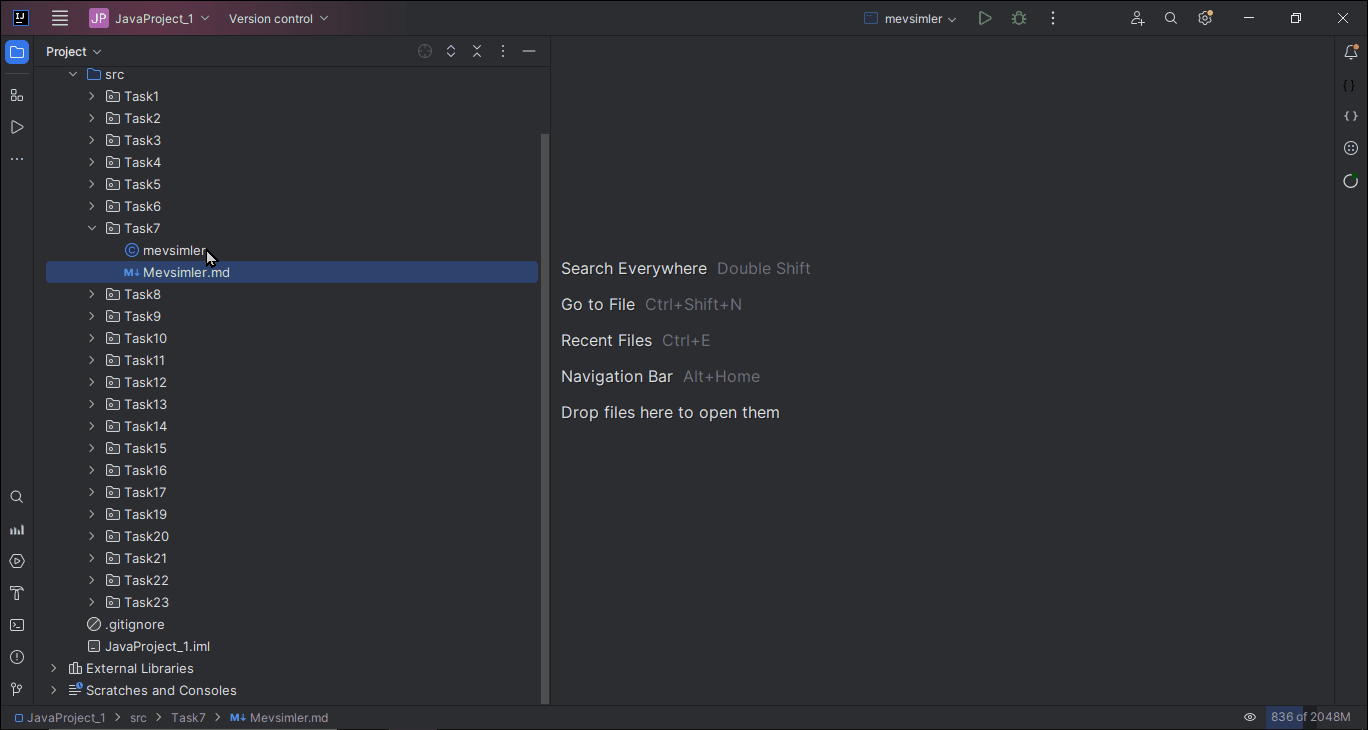 JP JavaProject_1 Version control mevsimler
Project
src
Task1
Task2
Task3
Task4
Task5
Task6
Task7
mevsimler
Mevsimler.md
Task8
Task9
Task10
Task11
Task12
Task13
Task14
Task15
Task16
Task17
Task19
Task20
Task21
Task22
Task23
.gitignore
JavaProject_1.iml
External Libraries
Scratches and Consoles
Search Everywhere Double Shift
Go to File Ctrl+Shift+N
Recent Files Ctrl+E
Navigation Bar Alt+Home
Drop files here to open them
JavaProject_1 > src > Task7 > M↓ Mevsimler.md 836 of 2048M